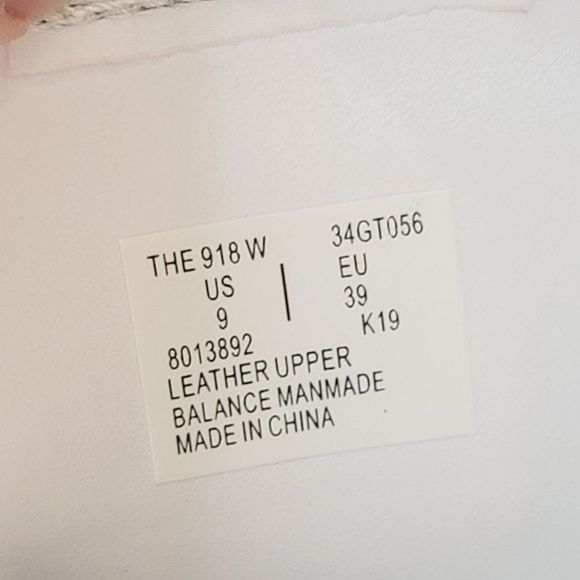 THE 918 W 34GT056
US | EU
9 39
8013892 K19
LEATHER UPPER
BALANCE MANMADE
MADE IN CHINA